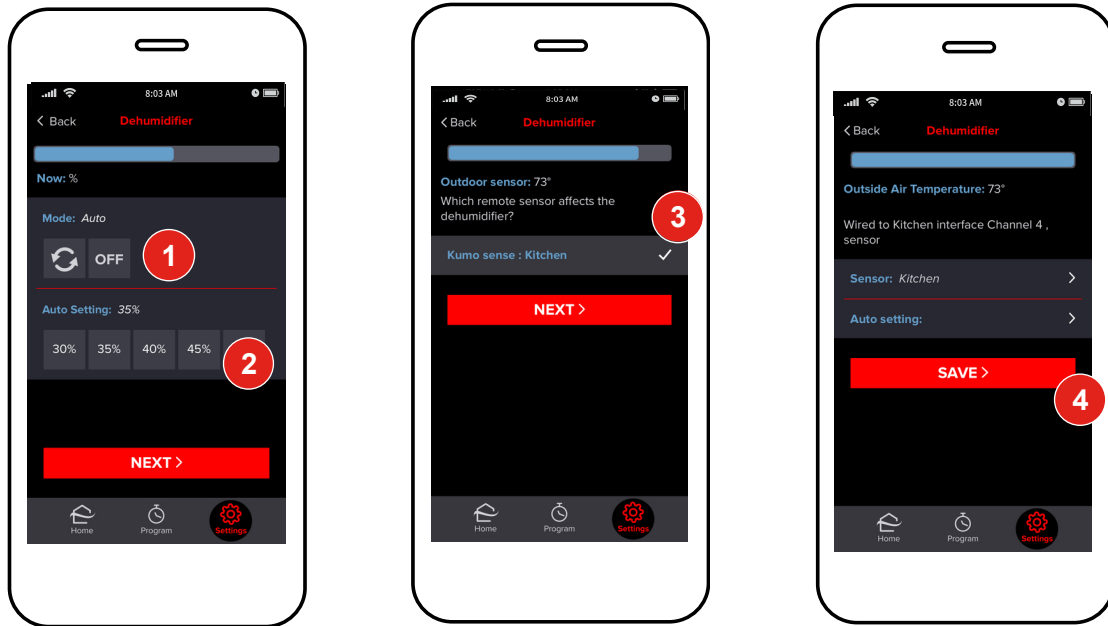 8:03 AM
Back
Dehumidifier
Now: %
Mode: Auto
OFF
1
Auto Setting: 35%
30% 35% 40% 45%
2
NEXT >
Home Program Settings
8:03 AM
Back
Dehumidifier
Outdoor sensor: 73°
Which remote sensor affects the
dehumidifier?
3
Kumo sense : Kitchen
NEXT >
Home Program Settings
8:03 AM
Back
Dehumidifier
Outside Air Temperature: 73°
Wired to Kitchen interface Channel 4 ,
sensor
Sensor: Kitchen
Auto setting:
SAVE >
4
Home Program Settings